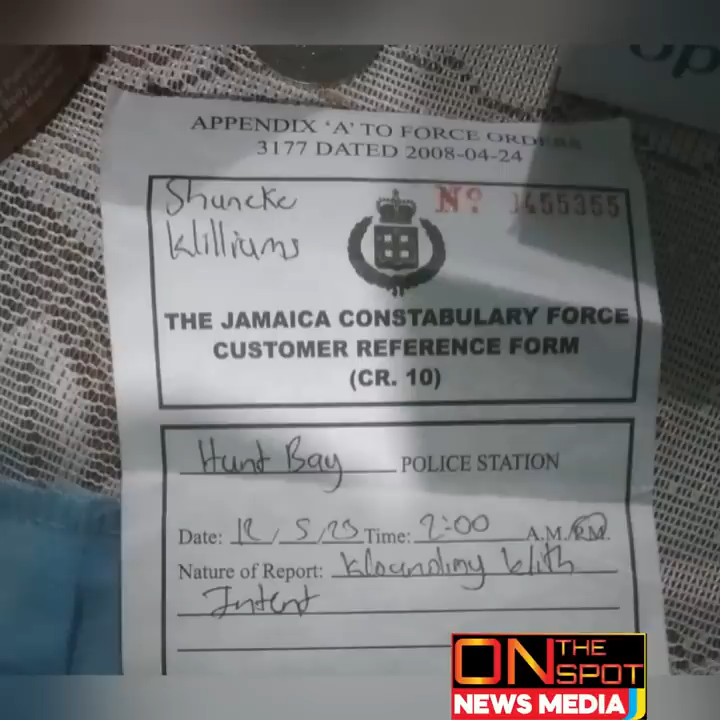 APPENDIX 'A' TO FORCE ORDERS
3177 DATED 2008-04-24
Shuneke
Williams
Nº 1455355
THE JAMAICA CONSTABULARY FORCE
CUSTOMER REFERENCE FORM
(CR. 10)
Hunt Bay POLICE STATION
Date: 12/5/23 Time: 2:00 A.M./P.M.
Nature of Report: Wounding With
Intent
ON THE
SPOT
NEWS MEDIA